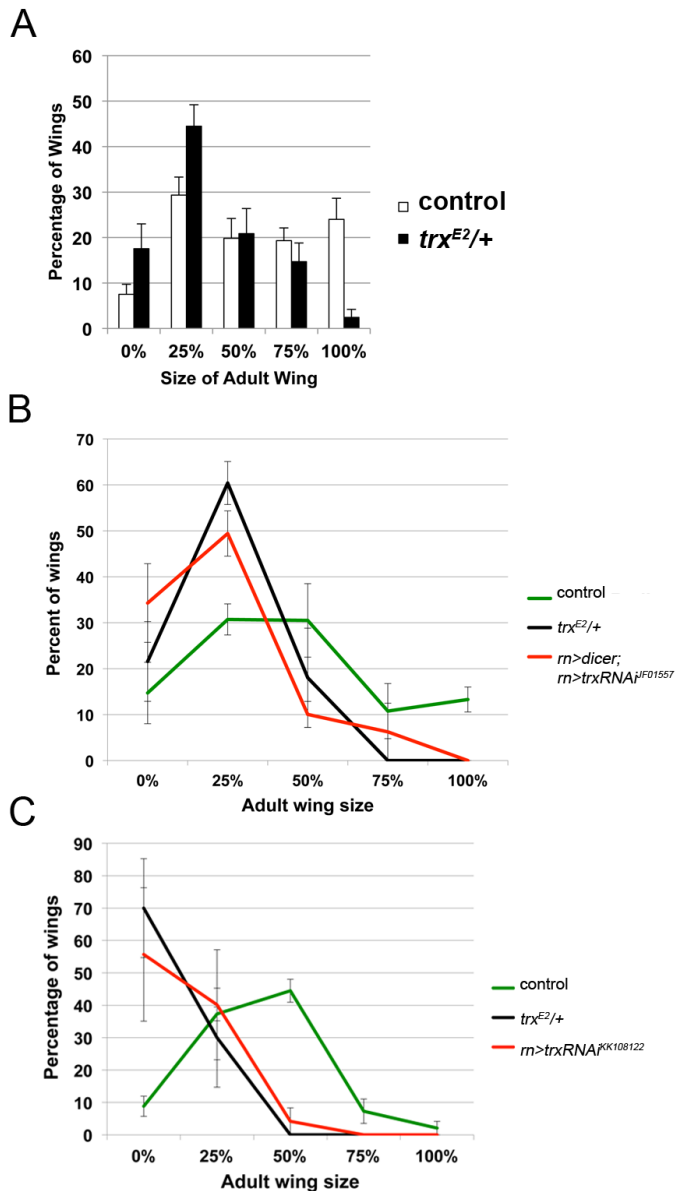 A
60
50
40
30
20
10
0
Percentage of Wings
0% 25% 50% 75% 100%
Size of Adult Wing
control
trxE2/+
B
70
60
50
40
30
20
10
0
Percent of wings
0% 25% 50% 75% 100%
Adult wing size
control
trxE2/+
rn>dicer;
rn>trxRNAiJF01557
C
90
80
70
60
50
40
30
20
10
0
Percentage of wings
0% 25% 50% 75% 100%
Adult wing size
control
trxE2/+
rn>trxRNAiKK108122